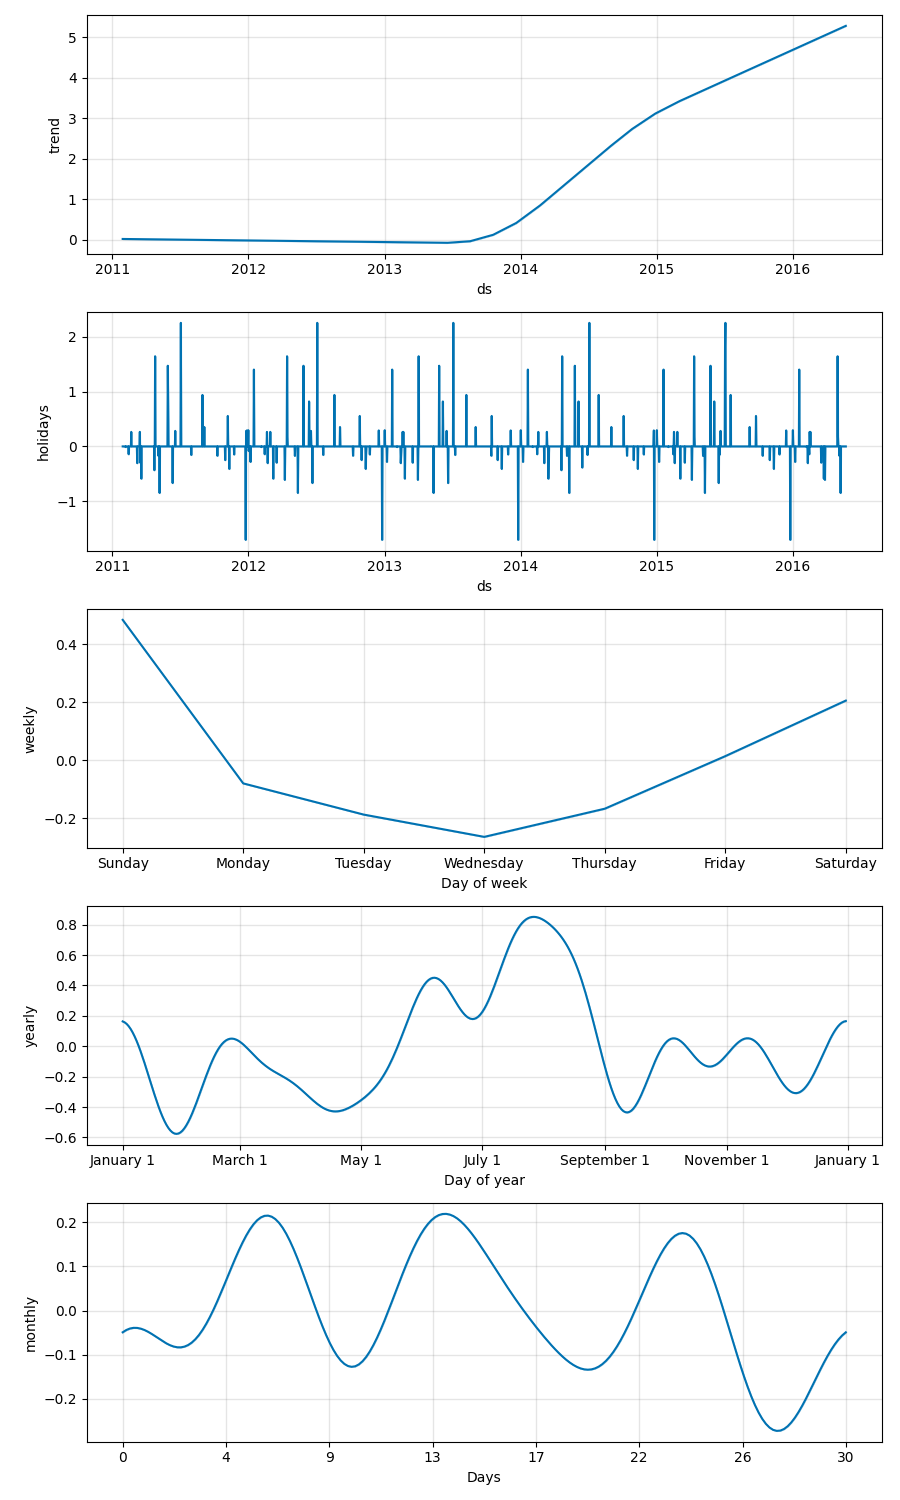 trend
5
4
3
2
1
0
2011 2012 2013 2014 2015 2016
ds
holidays
2
1
0
−1
2011 2012 2013 2014 2015 2016
ds
weekly
0.4
0.2
0.0
−0.2
Sunday Monday Tuesday Wednesday Thursday Friday Saturday
Day of week
yearly
0.8
0.6
0.4
0.2
0.0
−0.2
−0.4
−0.6
January 1 March 1 May 1 July 1 September 1 November 1 January 1
Day of year
monthly
0.2
0.1
0.0
−0.1
−0.2
0 4 9 13 17 22 26 30
Days